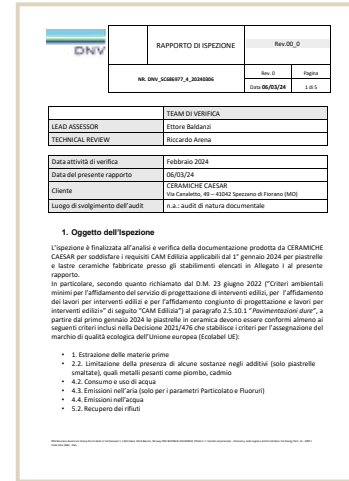 DNV
RAPPORTO DI ISPEZIONE
Rev.00_0
NR. DNV_SC686977_4_20240306
Rev. 0
Pagina
Data 06/03/24
1 di 5
TEAM DI VERIFICA
LEAD ASSESSOR Ettore Baldanzi
TECHNICAL REVIEW Riccardo Arena
Data attività di verifica Febbraio 2024
Data del presente rapporto 06/03/24
Cliente CERAMICHE CAESAR
Via Canaletto, 49 – 41042 Spezzano di Fiorano (MO)
Luogo di svolgimento dell'audit n.a.: audit di natura documentale
1. Oggetto dell'Ispezione
L'ispezione è finalizzata all'analisi e verifica della documentazione prodotta da CERAMICHE
CAESAR per soddisfare i requisiti CAM Edilizia applicabili dal 1° gennaio 2024 per piastrelle
e lastre ceramiche fabbricate presso gli stabilimenti elencati in Allegato I al presente
rapporto.
In particolare, secondo quanto richiamato dal D.M. 23 giugno 2022 ("Criteri ambientali
minimi per l'affidamento del servizio di progettazione di interventi edilizi, per l'affidamento
dei lavori per interventi edilizi e per l'affidamento congiunto di progettazione e lavori per
interventi edilizi" di seguito "CAM Edilizia") al paragrafo 2.5.10.1 "Pavimentazioni dure", a
partire dal primo gennaio 2024 le piastrelle in ceramica devono essere conformi almeno ai
seguenti criteri inclusi nella Decisione 2021/476 che stabilisce i criteri per l'assegnazione del
marchio di qualità ecologica dell'Unione europea (Ecolabel UE):
• 1. Estrazione delle materie prime
• 2.2. Limitazione della presenza di alcune sostanze negli additivi (solo piastrelle
smaltate), quali metalli pesanti come piombo, cadmio
• 4.2. Consumo e uso di acqua
• 4.3. Emissioni nell'aria (solo per i parametri Particolato e Fluoruri)
• 4.4. Emissioni nell'acqua
• 5.2. Recupero dei rifiuti